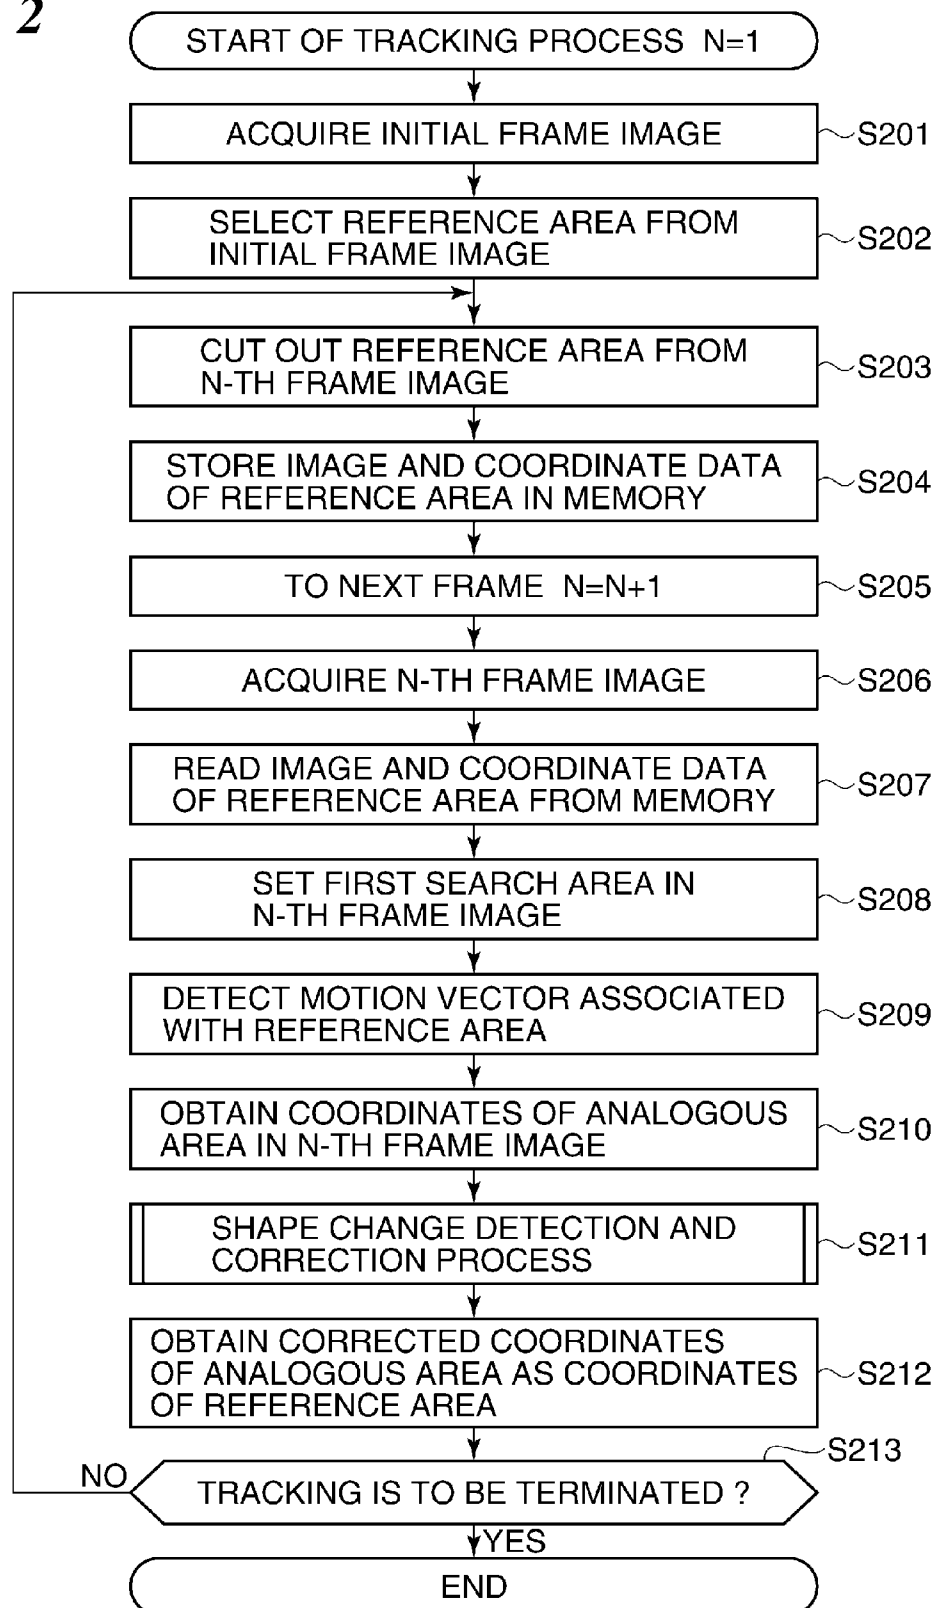 2
START OF TRACKING PROCESS N=1
ACQUIRE INITIAL FRAME IMAGE
S201
SELECT REFERENCE AREA FROM
INITIAL FRAME IMAGE
S202
CUT OUT REFERENCE AREA FROM
N-TH FRAME IMAGE
S203
STORE IMAGE AND COORDINATE DATA
OF REFERENCE AREA IN MEMORY
S204
TO NEXT FRAME N=N+1
S205
ACQUIRE N-TH FRAME IMAGE
S206
READ IMAGE AND COORDINATE DATA
OF REFERENCE AREA FROM MEMORY
S207
SET FIRST SEARCH AREA IN
N-TH FRAME IMAGE
S208
DETECT MOTION VECTOR ASSOCIATED
WITH REFERENCE AREA
S209
OBTAIN COORDINATES OF ANALOGOUS
AREA IN N-TH FRAME IMAGE
S210
SHAPE CHANGE DETECTION AND
CORRECTION PROCESS
S211
OBTAIN CORRECTED COORDINATES
OF ANALOGOUS AREA AS COORDINATES
OF REFERENCE AREA
S212
S213
NO
TRACKING IS TO BE TERMINATED ?
YES
END